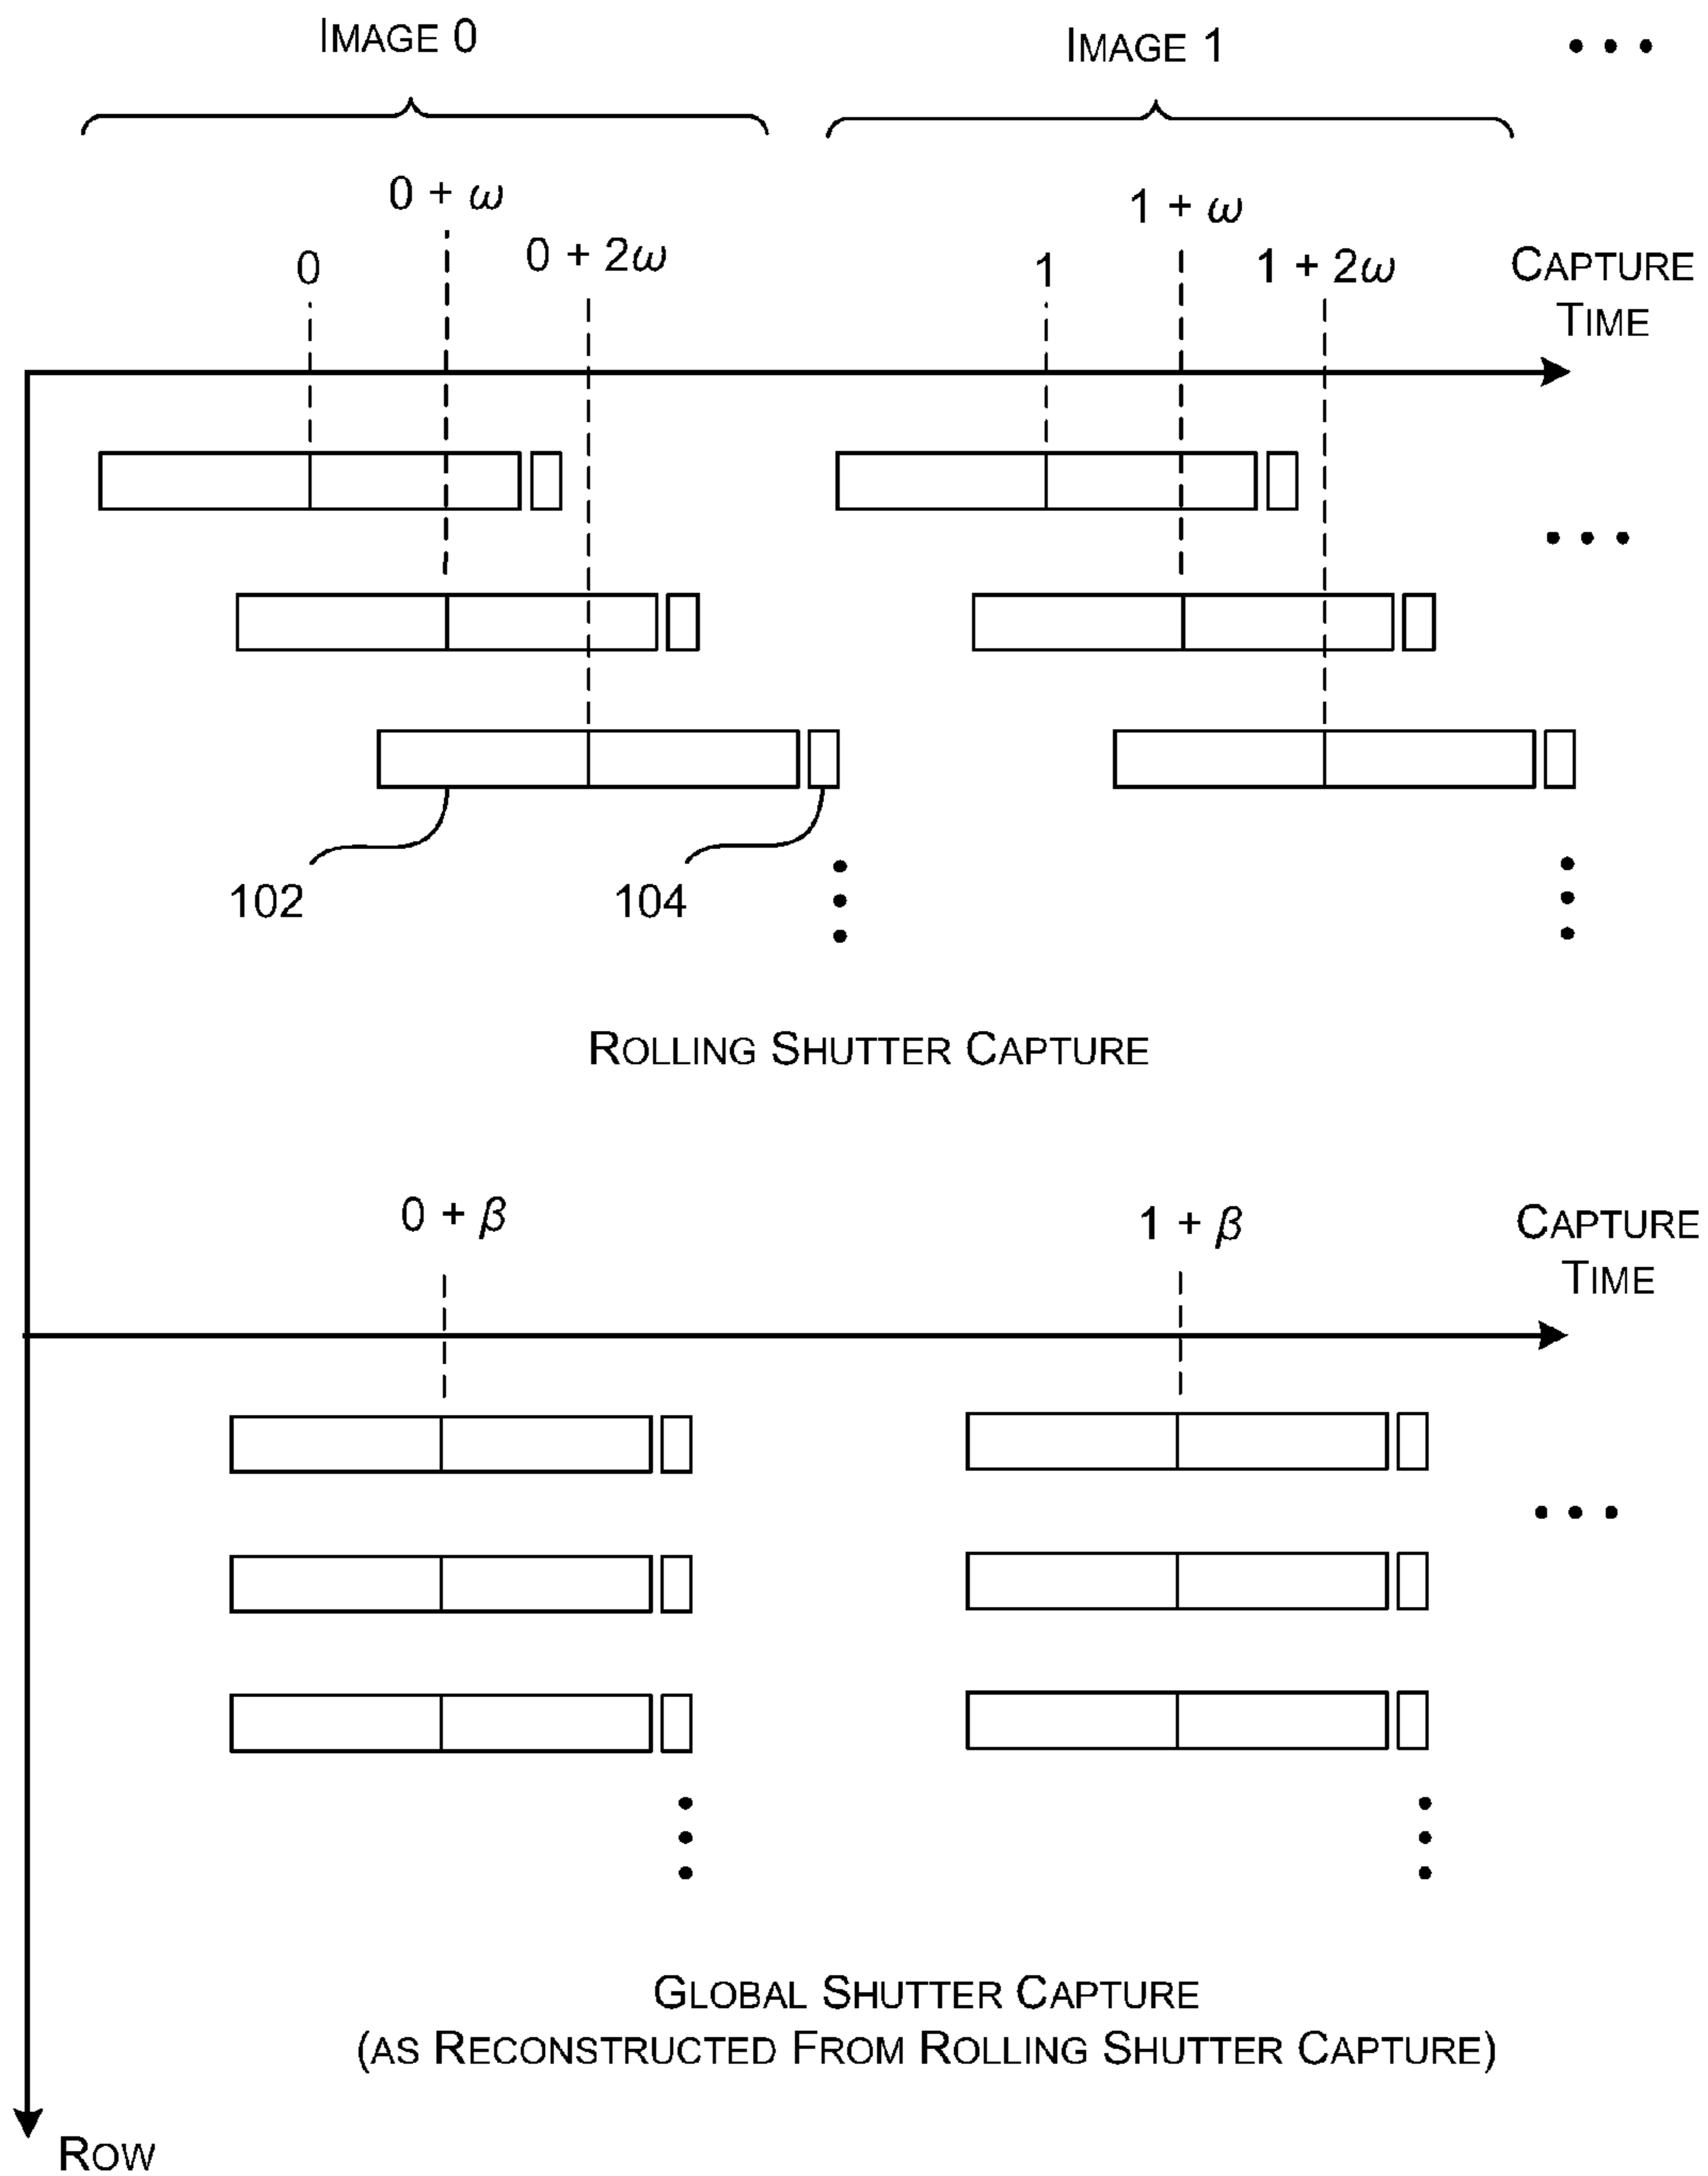 IMAGE 0
IMAGE 1
• • •
0 + ω
1 + ω
0
0 + 2ω
1
1 + 2ω
CAPTURE
TIME
• • •
102
104
ROLLING SHUTTER CAPTURE
0 + β
1 + β
CAPTURE
TIME
• • •
GLOBAL SHUTTER CAPTURE
(AS RECONSTRUCTED FROM ROLLING SHUTTER CAPTURE)
ROW